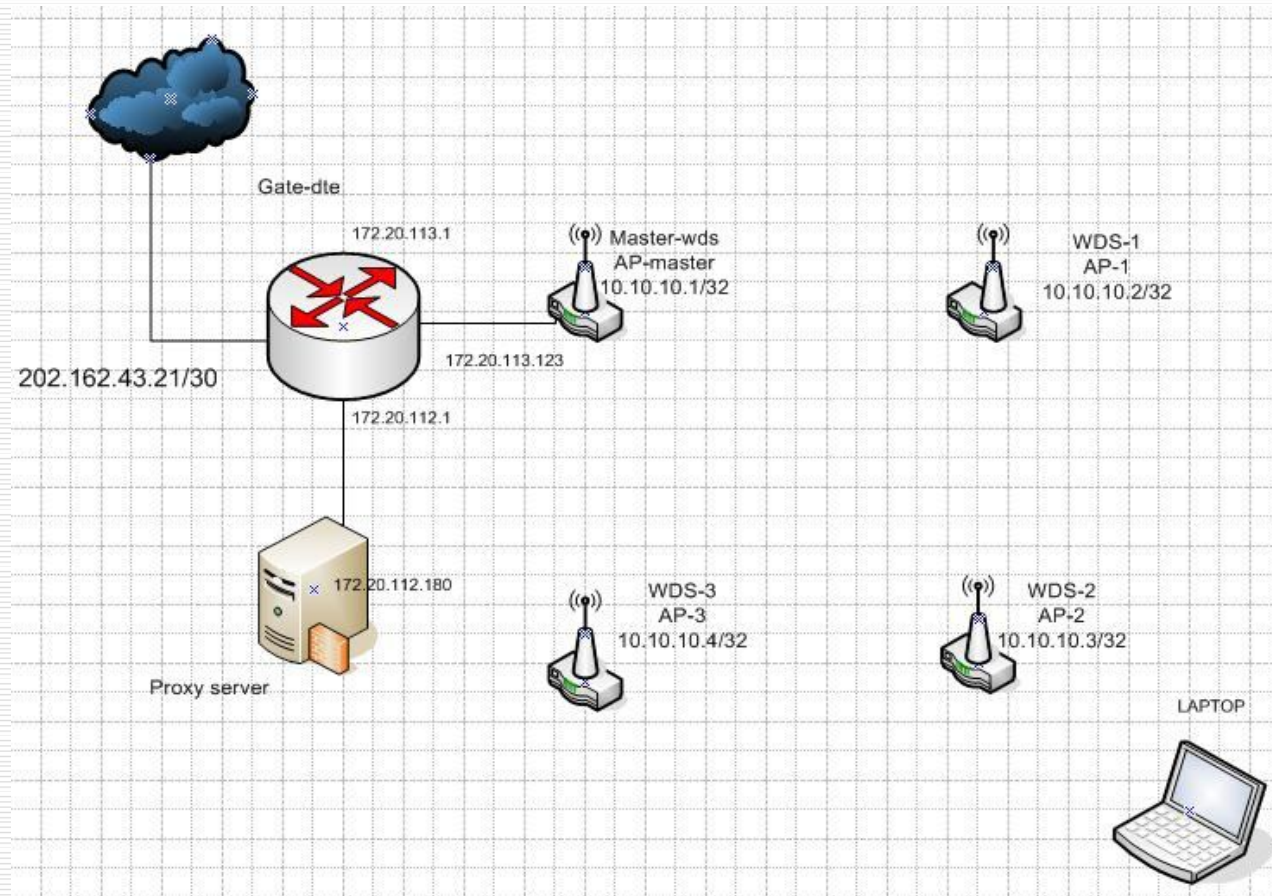 Gate-dte
172.20.113.1
Master-wds
AP-master
10.10.10.1/32
WDS-1
AP-1
10.10.10.2/32
172.20.113.123
202.162.43.21/30
172.20.112.1
172.20.112.180
Proxy server
WDS-3
AP-3
10.10.10.4/32
WDS-2
AP-2
10.10.10.3/32
LAPTOP